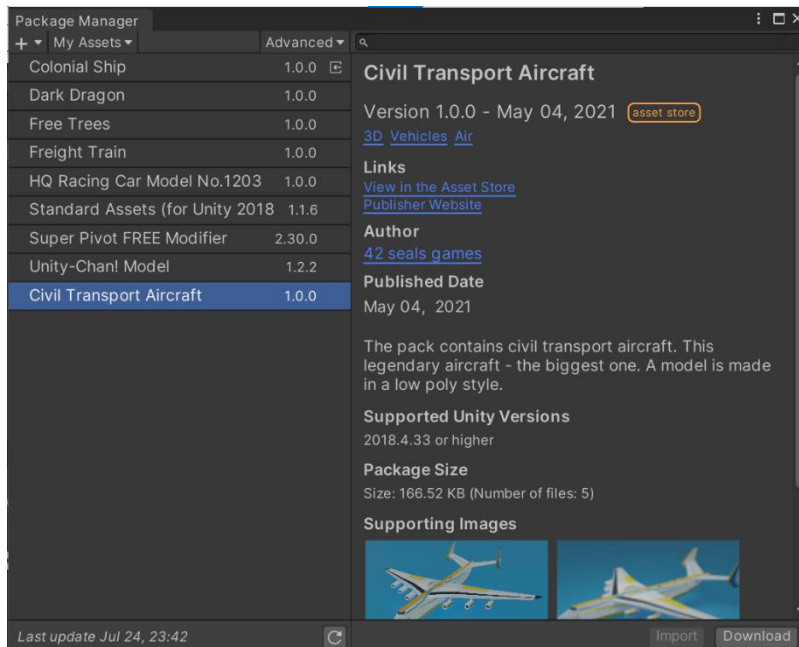 Package Manager
+ My Assets Advanced
Colonial Ship 1.0.0
Dark Dragon 1.0.0
Free Trees 1.0.0
Freight Train 1.0.0
HQ Racing Car Model No.1203 1.0.0
Standard Assets (for Unity 2018 1.1.6
Super Pivot FREE Modifier 2.30.0
Unity-Chan! Model 1.2.2
Civil Transport Aircraft 1.0.0
Last update Jul 24, 23:42
Civil Transport Aircraft
Version 1.0.0 - May 04, 2021 asset store
3D Vehicles Air
Links
View in the Asset Store
Publisher Website
Author
42 seals games
Published Date
May 04, 2021
The pack contains civil transport aircraft. This
legendary aircraft - the biggest one. A model is made
in a low poly style.
Supported Unity Versions
2018.4.33 or higher
Package Size
Size: 166.52 KB (Number of files: 5)
Supporting Images
Import Download